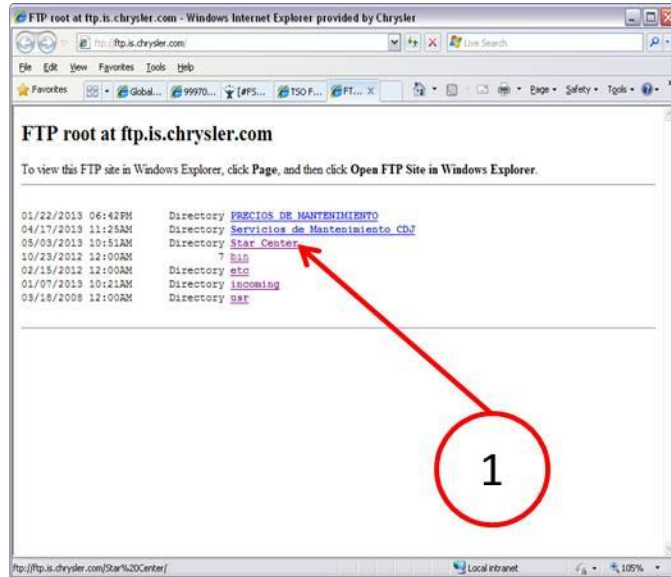 FTP root at ftp.is.chrysler.com - Windows Internet Explorer provided by Chrysler
ftp://ftp.is.chrysler.com/
Live Search
File Edit View Favorites Tools Help
Favorites Global... 99970... [#PS... TSO F... FT... X Page Safety Tools
FTP root at ftp.is.chrysler.com
To view this FTP site in Windows Explorer, click Page, and then click Open FTP Site in Windows Explorer.
01/22/2013 06:42PM Directory PRECIOS DE MANTENIMIENTO
04/17/2013 11:25AM Directory Servicios de Mantenimiento CDJ
05/03/2013 10:51AM Directory Star Center
10/23/2012 12:00AM 7 bin
02/15/2012 12:00AM Directory etc
01/07/2013 10:21AM Directory incoming
03/18/2008 12:00AM Directory usr
1
ftp://ftp.is.chrysler.com/Star%20Center/ Local intranet 105%